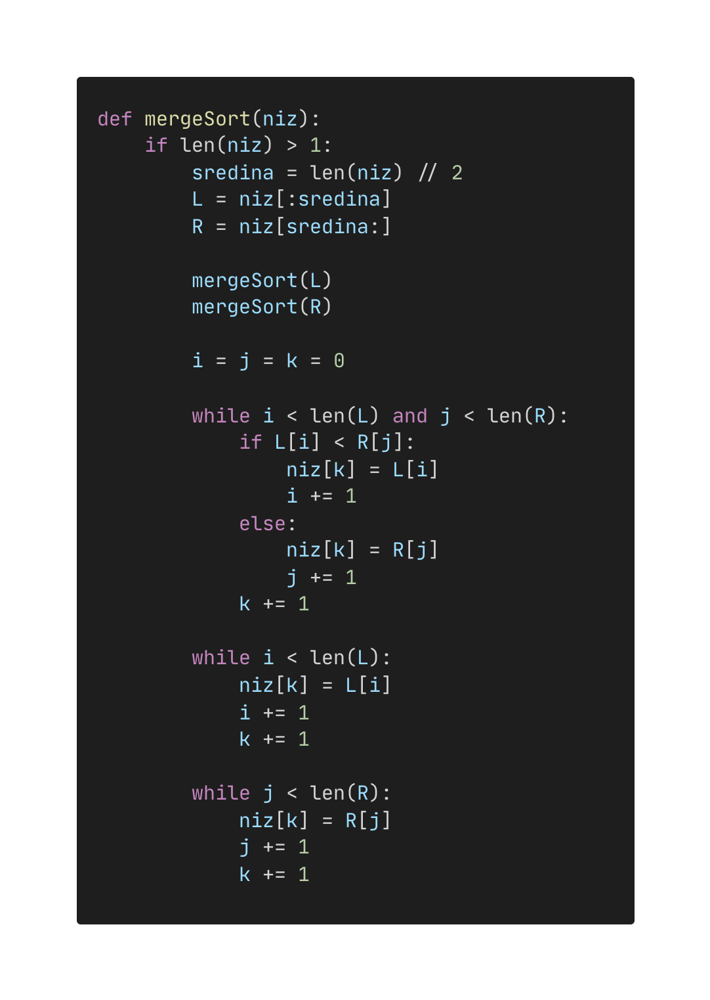 def mergeSort(niz):
    if len(niz) > 1:
        sredina = len(niz) // 2
        L = niz[:sredina]
        R = niz[sredina:]

        mergeSort(L)
        mergeSort(R)

        i = j = k = 0

        while i < len(L) and j < len(R):
            if L[i] < R[j]:
                niz[k] = L[i]
                i += 1
            else:
                niz[k] = R[j]
                j += 1
            k += 1

        while i < len(L):
            niz[k] = L[i]
            i += 1
            k += 1

        while j < len(R):
            niz[k] = R[j]
            j += 1
            k += 1